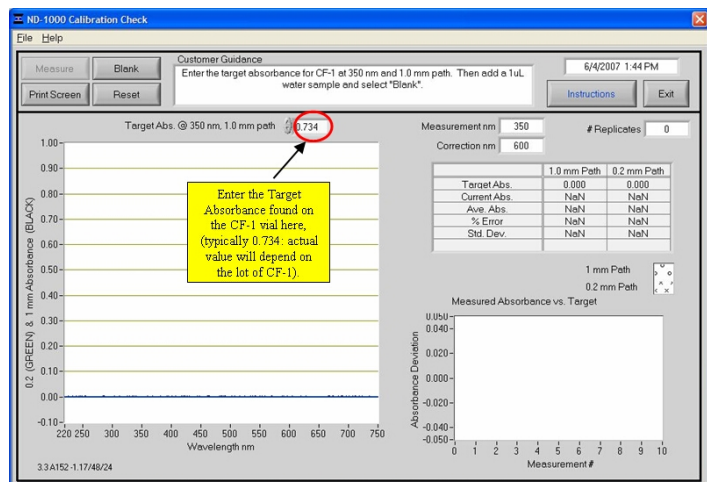 ND-1000 Calibration Check
File Help
Measure
Blank
Print Screen
Reset
Customer Guidance
Enter the target absorbance for CF-1 at 350 nm and 1.0 mm path. Then add a 1uL
water sample and select "Blank".
6/4/2007 1:44 PM
Instructions
Exit
Target Abs. @ 350 nm, 1.0 mm path 0.734
Measurement nm 350
# Replicates 0
Correction nm 600
Enter the Target
Absorbance found on
the CF-1 vial here,
(typically 0.734: actual
value will depend on
the lot of CF-1).
0.2 (GREEN) & 1 mm Absorbance (BLACK)
1.00
0.90
0.80
0.70
0.60
0.50
0.40
0.30
0.20
0.10
0.00
-0.10
220 250 300 350 400 450 500 550 600 650 700 750
Wavelength nm
3.3 A152 -1.17/48/24
1.0 mm Path 0.2 mm Path
Target Abs. 0.000 0.000
Current Abs. NaN NaN
Ave. Abs. NaN NaN
% Error NaN NaN
Std. Dev. NaN NaN
1 mm Path
0.2 mm Path
Measured Absorbance vs. Target
Absorbance Deviation
0.050
0.040
0.020
0.000
-0.020
-0.040
-0.050
0 1 2 3 4 5 6 7 8 9 10
Measurement #